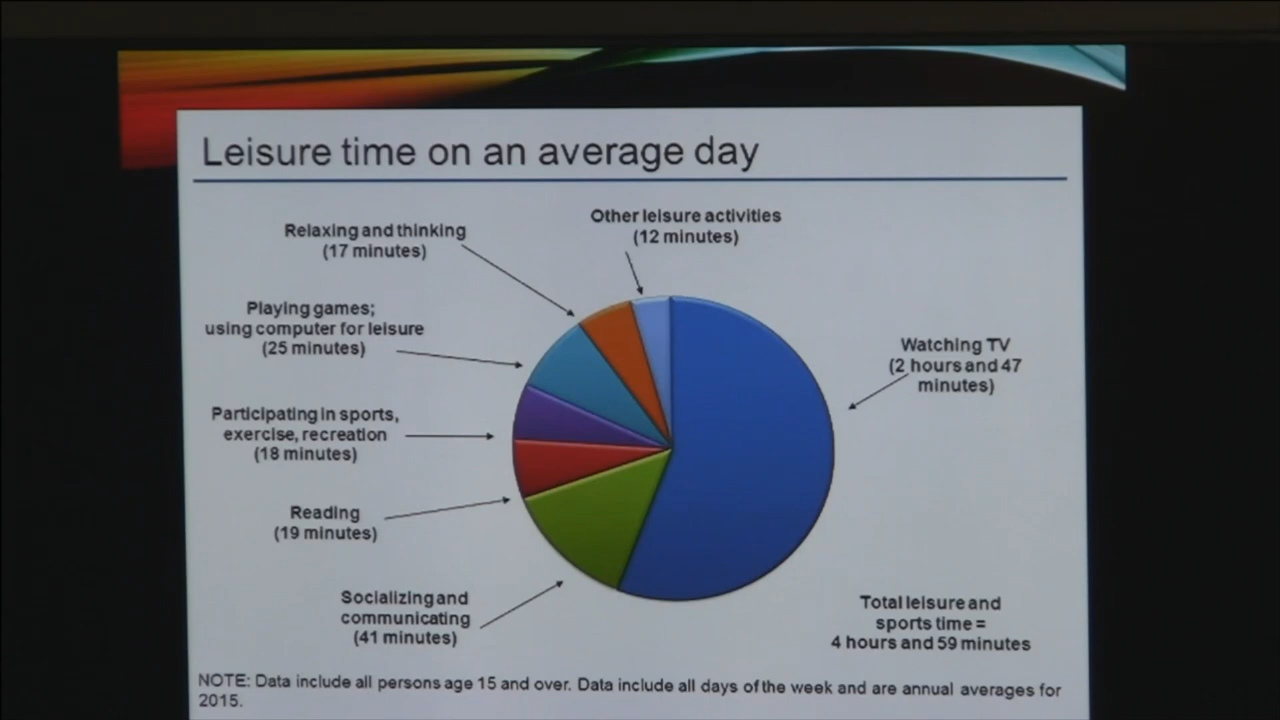 Leisure time on an average day
Other leisure activities
(12 minutes)
Relaxing and thinking
(17 minutes)
Playing games;
using computer for leisure
(25 minutes)
Watching TV
(2 hours and 47
minutes)
Participating in sports,
exercise, recreation
(18 minutes)
Reading
(19 minutes)
Socializing and
communicating
(41 minutes)
Total leisure and
sports time =
4 hours and 59 minutes
NOTE: Data include all persons age 15 and over. Data include all days of the week and are annual averages for
2015.